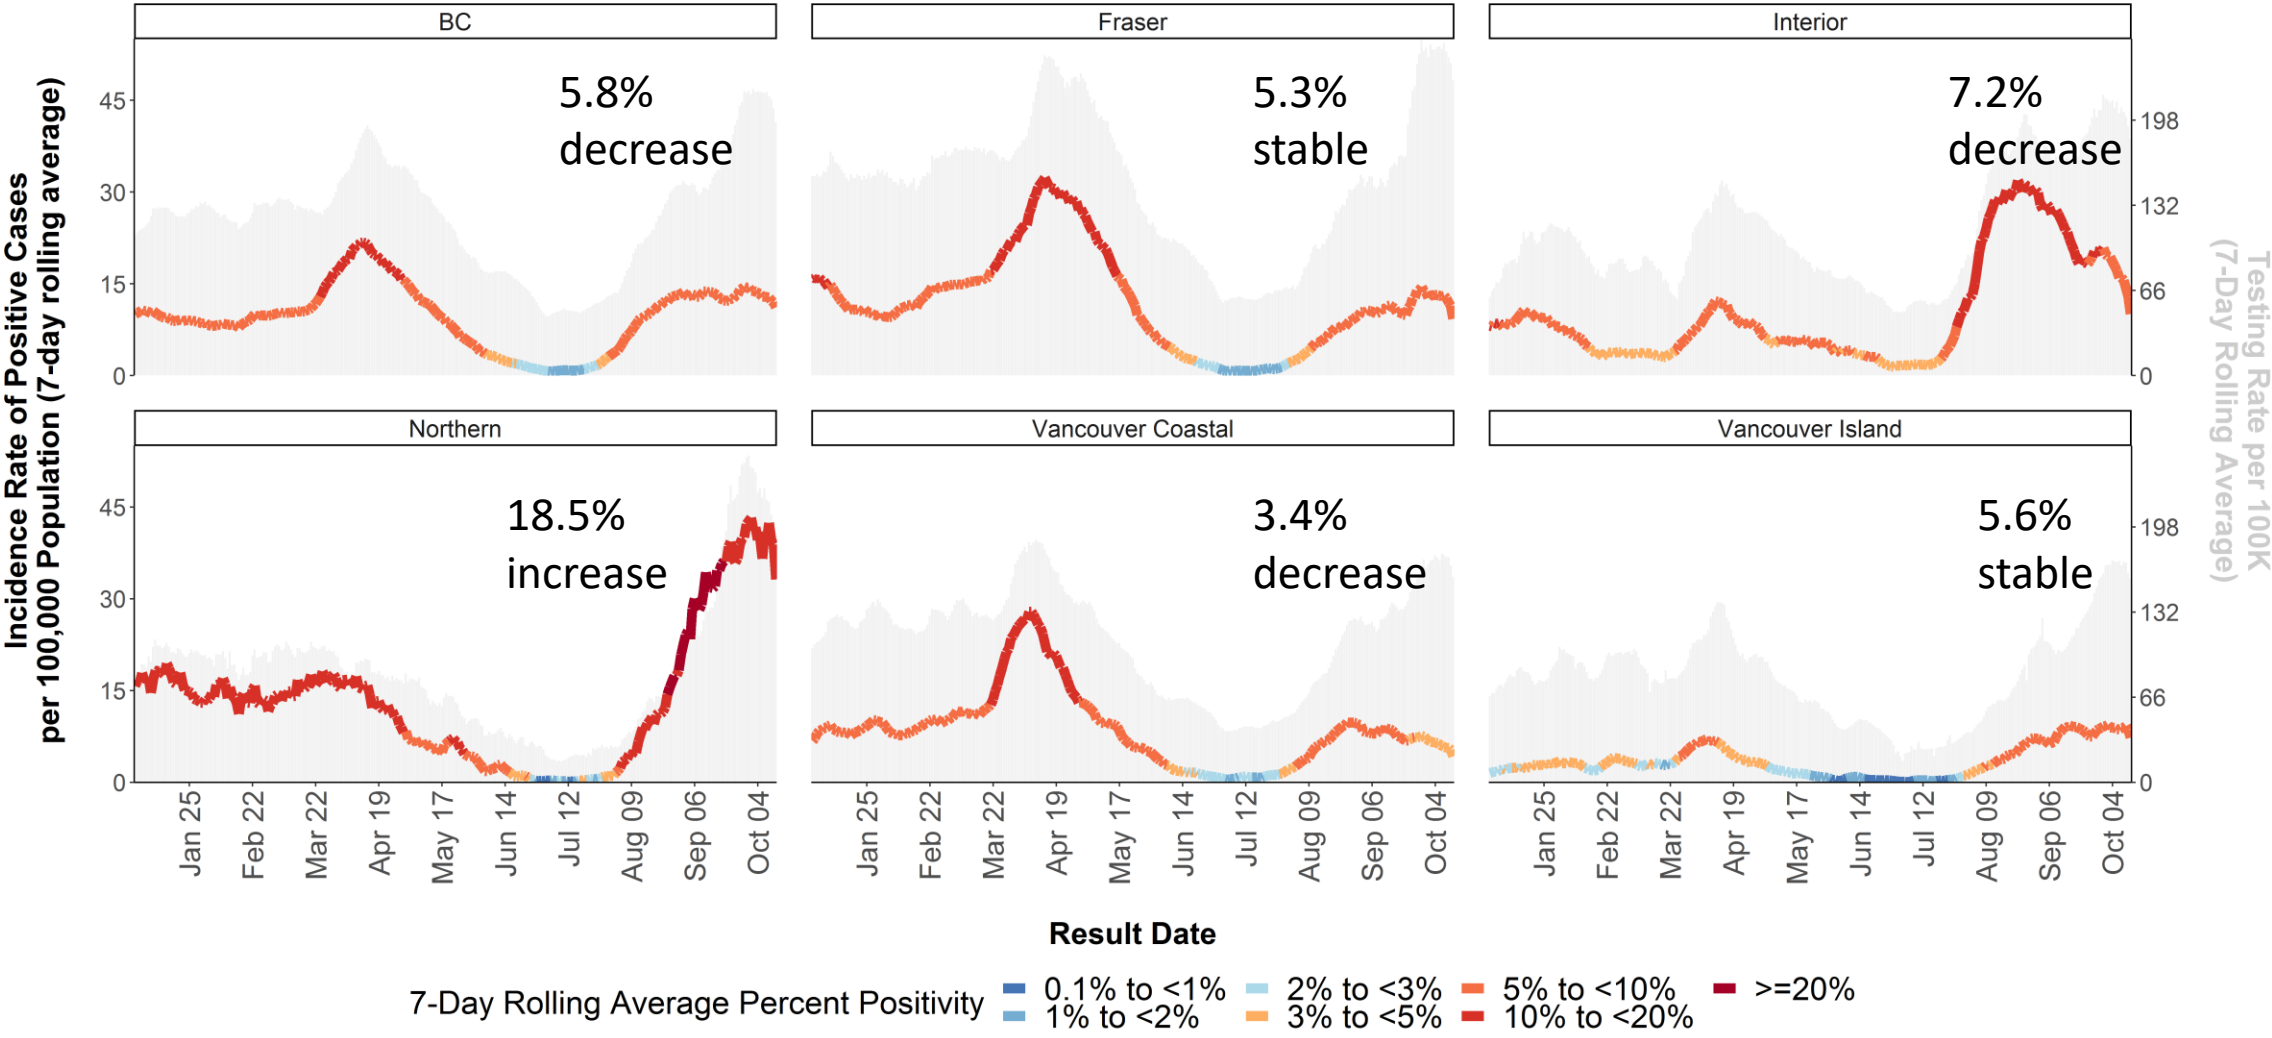 BC
Fraser
Interior
Incidence Rate of Positive Cases
per 100,000 Population (7-day rolling average)
45
30
15
0
5.8%
decrease
5.3%
stable
7.2%
decrease
198
132
66
0
Testing Rate per 100K
(7-Day Rolling Average)
Northern
Vancouver Coastal
Vancouver Island
45
30
15
0
18.5%
increase
3.4%
decrease
5.6%
stable
198
132
66
0
Jan 25
Feb 22
Mar 22
Apr 19
May 17
Jun 14
Jul 12
Aug 09
Sep 06
Oct 04
Jan 25
Feb 22
Mar 22
Apr 19
May 17
Jun 14
Jul 12
Aug 09
Sep 06
Oct 04
Jan 25
Feb 22
Mar 22
Apr 19
May 17
Jun 14
Jul 12
Aug 09
Sep 06
Oct 04
Result Date
7-Day Rolling Average Percent Positivity
0.1% to <1%
1% to <2%
2% to <3%
3% to <5%
5% to <10%
10% to <20%
>=20%